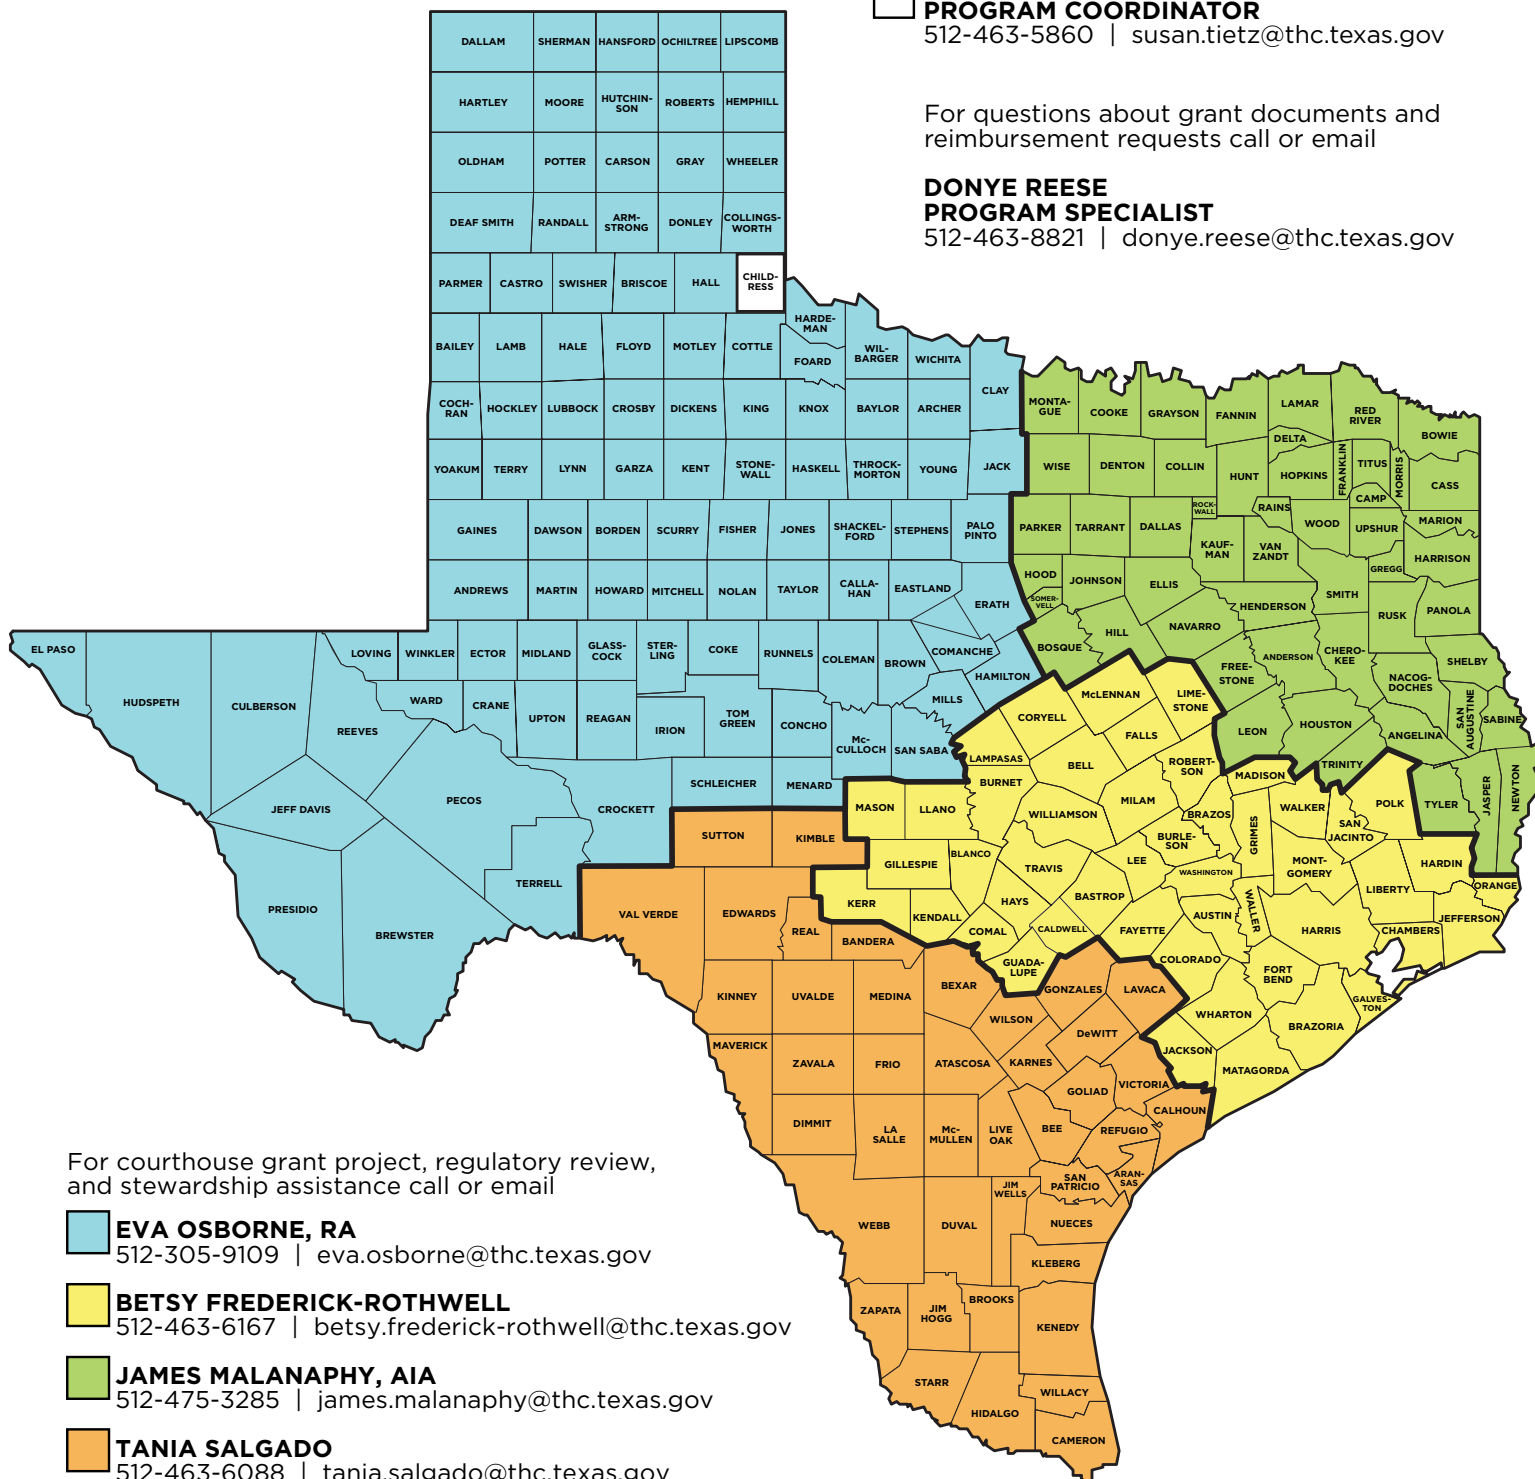 PROGRAM COORDINATOR
512-463-5860 | susan.tietz@thc.texas.gov
For questions about grant documents and
reimbursement requests call or email
DONYE REESE
PROGRAM SPECIALIST
512-463-8821 | donye.reese@thc.texas.gov
DALLAM SHERMAN HANSFORD OCHILTREE LIPSCOMB
HARTLEY MOORE HUTCHIN-
SON ROBERTS HEMPHILL
OLDHAM POTTER CARSON GRAY WHEELER
DEAF SMITH RANDALL ARM-
STRONG DONLEY COLLINGS-
WORTH
PARMER CASTRO SWISHER BRISCOE HALL CHILD-
RESS
HARDE-
MAN
BAILEY LAMB HALE FLOYD MOTLEY COTTLE FOARD WIL-
BARGER WICHITA
CLAY
COCH-
RAN HOCKLEY LUBBOCK CROSBY DICKENS KING KNOX BAYLOR ARCHER
MONTA-
GUE COOKE GRAYSON FANNIN LAMAR RED
RIVER BOWIE
DELTA
YOAKUM TERRY LYNN GARZA KENT STONE-
WALL HASKELL THROCK-
MORTON YOUNG JACK
WISE DENTON COLLIN HUNT HOPKINS FRANKLIN TITUS MORRIS CASS
CAMP
GAINES DAWSON BORDEN SCURRY FISHER JONES SHACKEL-
FORD STEPHENS PALO
PINTO
PARKER TARRANT DALLAS ROCK-
WALL RAINS WOOD UPSHUR MARION
KAUF-
MAN VAN
ZANDT HARRISON
GREGG
ANDREWS MARTIN HOWARD MITCHELL NOLAN TAYLOR CALLA-
HAN EASTLAND ERATH
HOOD JOHNSON ELLIS
SOMER-
VELL HENDERSON SMITH RUSK PANOLA
BOSQUE HILL NAVARRO
EL PASO LOVING WINKLER ECTOR MIDLAND GLASS-
COCK STER-
LING COKE RUNNELS COLEMAN BROWN COMANCHE
HAMILTON
FREE-
STONE ANDERSON CHERO-
KEE NACOG-
DOCHES SHELBY
HUDSPETH CULBERSON REEVES WARD CRANE UPTON REAGAN IRION TOM
GREEN CONCHO Mc-
CULLOCH SAN SABA MILLS
CORYELL McLENNAN LIME-
STONE
FALLS
LEON HOUSTON ANGELINA SAN
AUGUSTINE SABINE
LAMPASAS BELL ROBERT-
SON MADISON TRINITY
JEFF DAVIS PECOS CROCKETT SCHLEICHER MENARD
BURNET MILAM
MASON LLANO WILLIAMSON BRAZOS GRIMES WALKER SAN
JACINTO POLK TYLER JASPER NEWTON
SUTTON KIMBLE
GILLESPIE BLANCO TRAVIS LEE BURLE-
SON WASHINGTON MONT-
GOMERY LIBERTY HARDIN
ORANGE
PRESIDIO BREWSTER TERRELL
VAL VERDE EDWARDS REAL BANDERA
KERR KENDALL HAYS BASTROP
COMAL CALDWELL FAYETTE AUSTIN WALLER HARRIS CHAMBERS JEFFERSON
GUADA-
LUPE COLORADO FORT
BEND
KINNEY UVALDE MEDINA BEXAR GONZALES LAVACA
WILSON WHARTON BRAZORIA GALVES-
TON
DeWITT
MAVERICK ZAVALA FRIO ATASCOSA KARNES JACKSON MATAGORDA
GOLIAD VICTORIA
CALHOUN
DIMMIT LA
SALLE Mc-
MULLEN LIVE
OAK BEE REFUGIO
SAN
PATRICIO ARAN-
SAS
JIM
WELLS
WEBB DUVAL NUECES
KLEBERG
ZAPATA JIM
HOGG BROOKS KENEDY
STARR HIDALGO WILLACY
CAMERON
For courthouse grant project, regulatory review,
and stewardship assistance call or email
EVA OSBORNE, RA
512-305-9109 | eva.osborne@thc.texas.gov
BETSY FREDERICK-ROTHWELL
512-463-6167 | betsy.frederick-rothwell@thc.texas.gov
JAMES MALANAPHY, AIA
512-475-3285 | james.malanaphy@thc.texas.gov
TANIA SALGADO
512-463-6088 | tania.salgado@thc.texas.gov